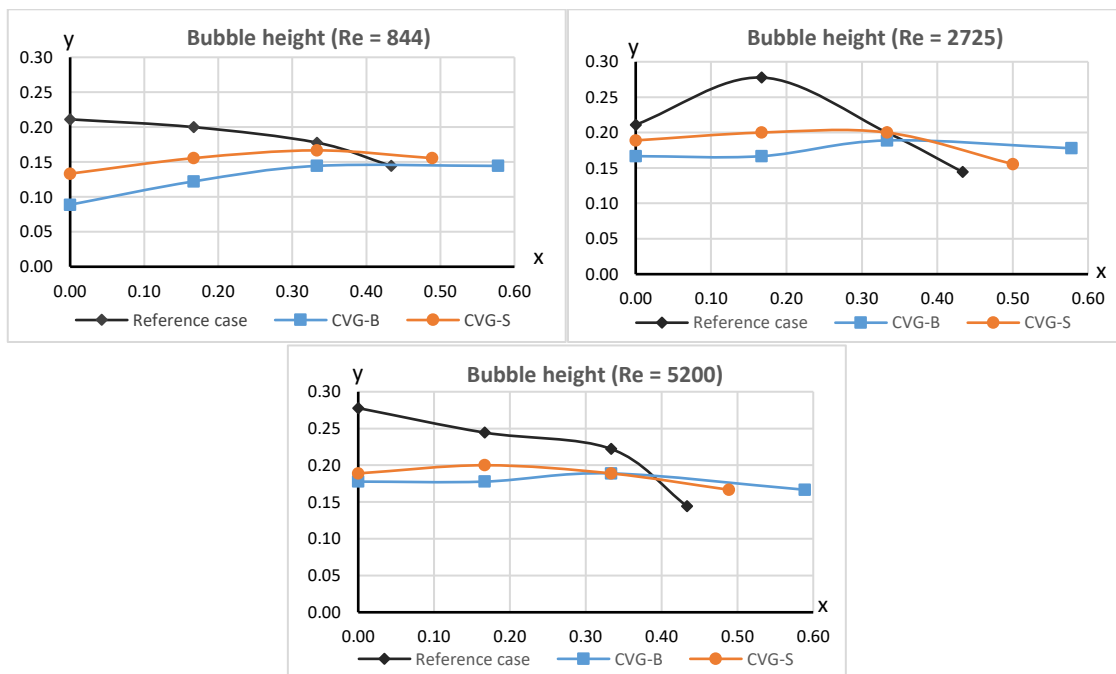 Bubble height (Re = 844)
y
0.30
0.25
0.20
0.15
0.10
0.05
0.00
x
0.00 0.10 0.20 0.30 0.40 0.50 0.60
Reference case CVG-B CVG-S
Bubble height (Re = 2725)
y
0.30
0.25
0.20
0.15
0.10
0.05
0.00
x
0.00 0.10 0.20 0.30 0.40 0.50 0.60
Reference case CVG-B CVG-S
Bubble height (Re = 5200)
y
0.30
0.25
0.20
0.15
0.10
0.05
0.00
x
0.00 0.10 0.20 0.30 0.40 0.50 0.60
Reference case CVG-B CVG-S